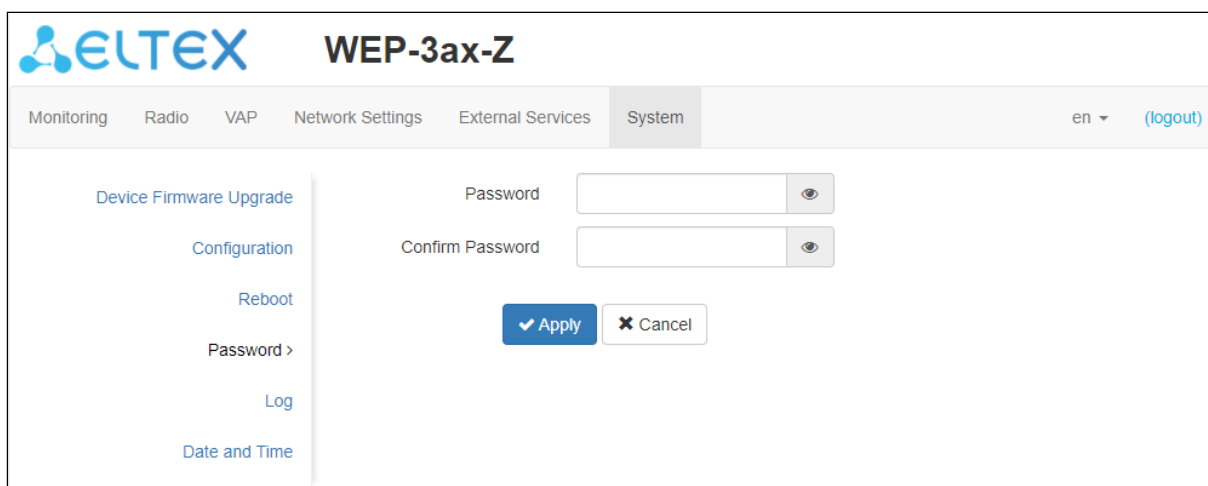 ELTEX WEP-3ax-Z
Monitoring Radio VAP Network Settings External Services System en (logout)
Device Firmware Upgrade
Configuration
Reboot
Password >
Log
Date and Time
Password
Confirm Password
Apply Cancel